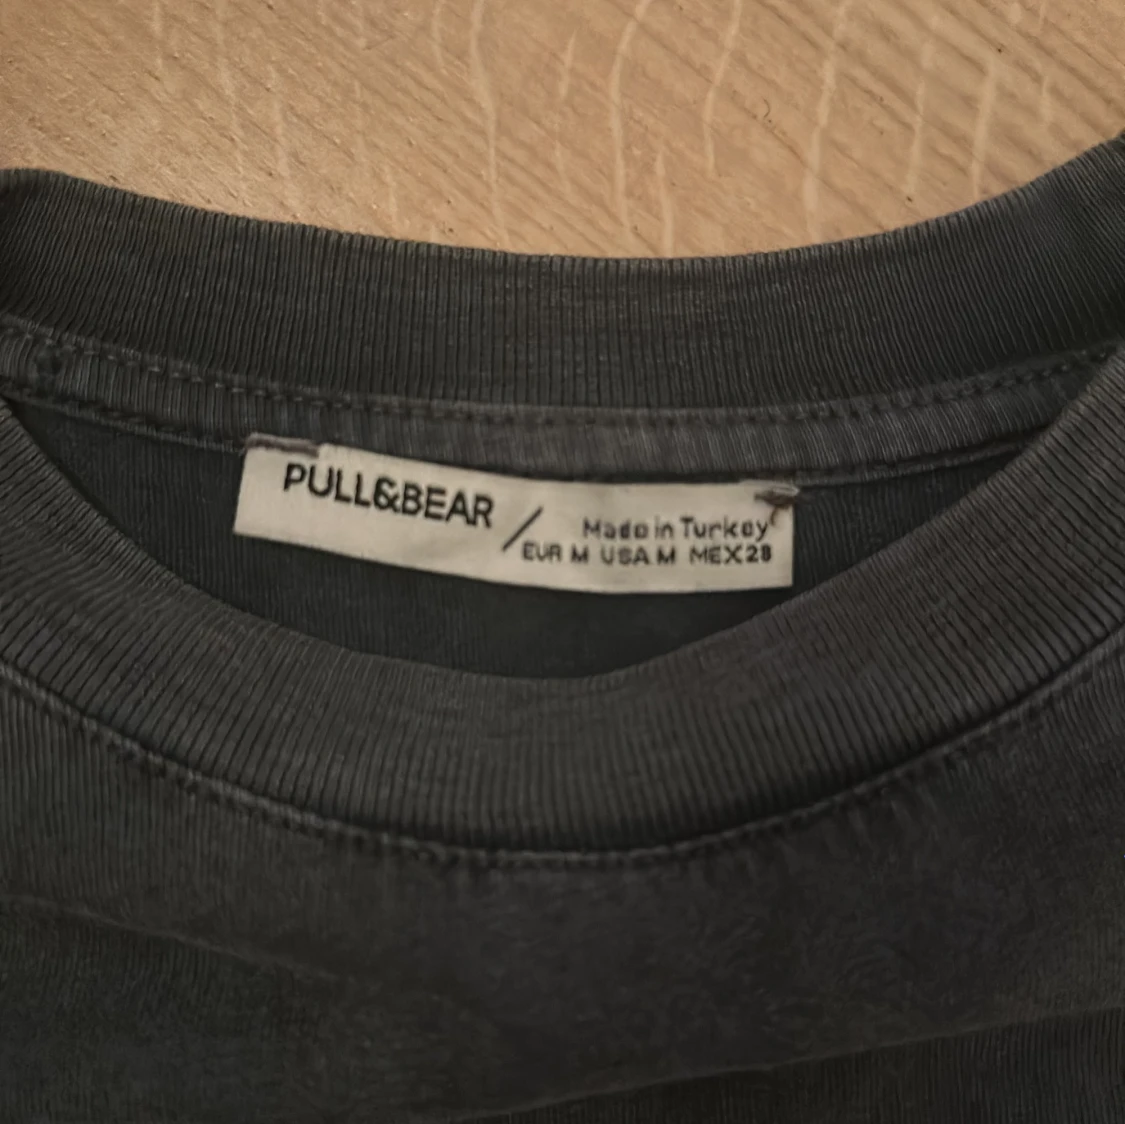 PULL&BEAR / Made in Turkey
EUR M USA M MEX 28